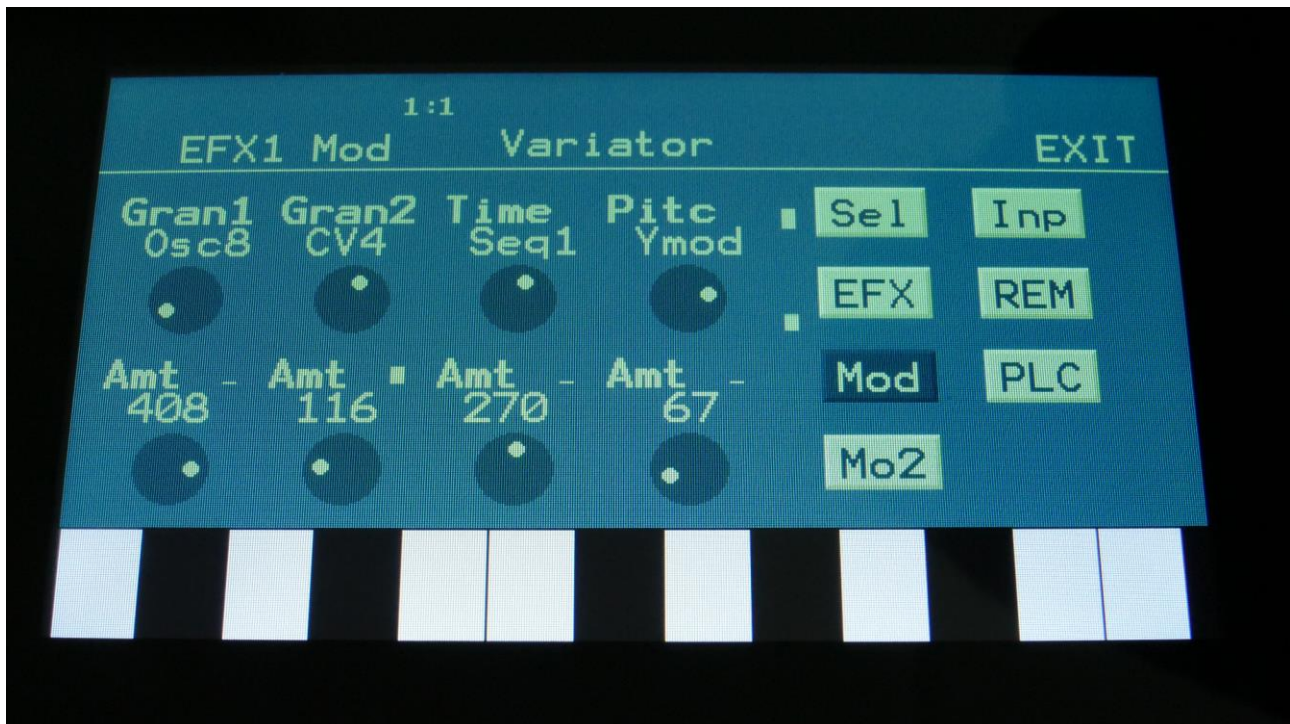 1:1
EFX1 Mod Variator EXIT
Gran1 Gran2 Time Pitc Sel Inp
Osc8 CV4 Seq1 Ymod
EFX REM
Amt - Amt Amt - Amt - Mod PLC
408 116 270 67
Mo2